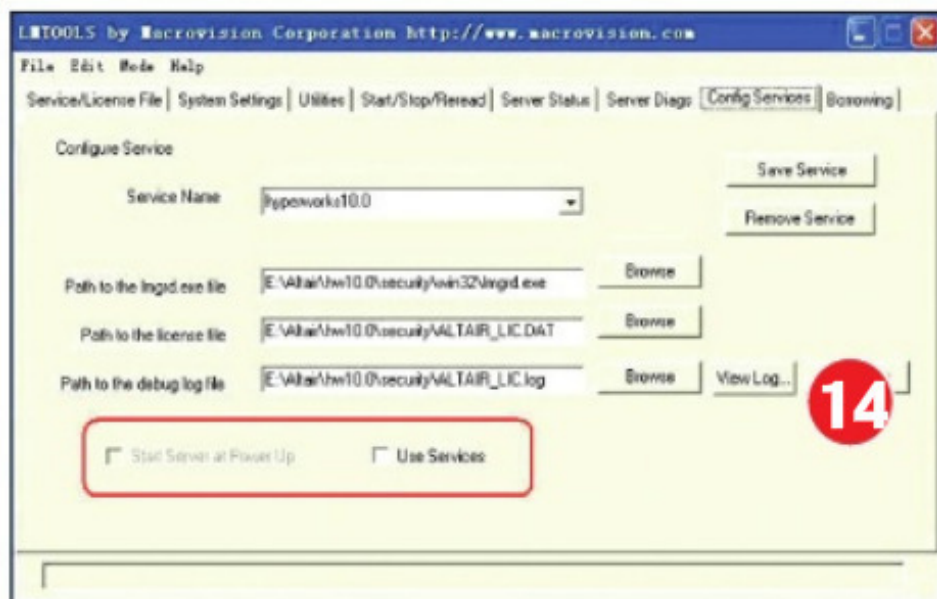 LMTOOLS by Macrovision Corporation http://www.macrovision.com
File Edit Mode Help
Service/License File System Settings Utilities Start/Stop/Reread Server Status Server Diags Config Services Borrowing
Configure Service
Save Service
Service Name hyperworks10.0
Remove Service
Path to the lmgrd.exe file E:\Altair\hw10.0\security\win32\lmgrd.exe Browse
Path to the license file E:\Altair\hw10.0\security\ALTAIR_LIC.DAT Browse
Path to the debug log file E:\Altair\hw10.0\security\ALTAIR_LIC.log Browse View Log...
14
Start Server at Power Up Use Services